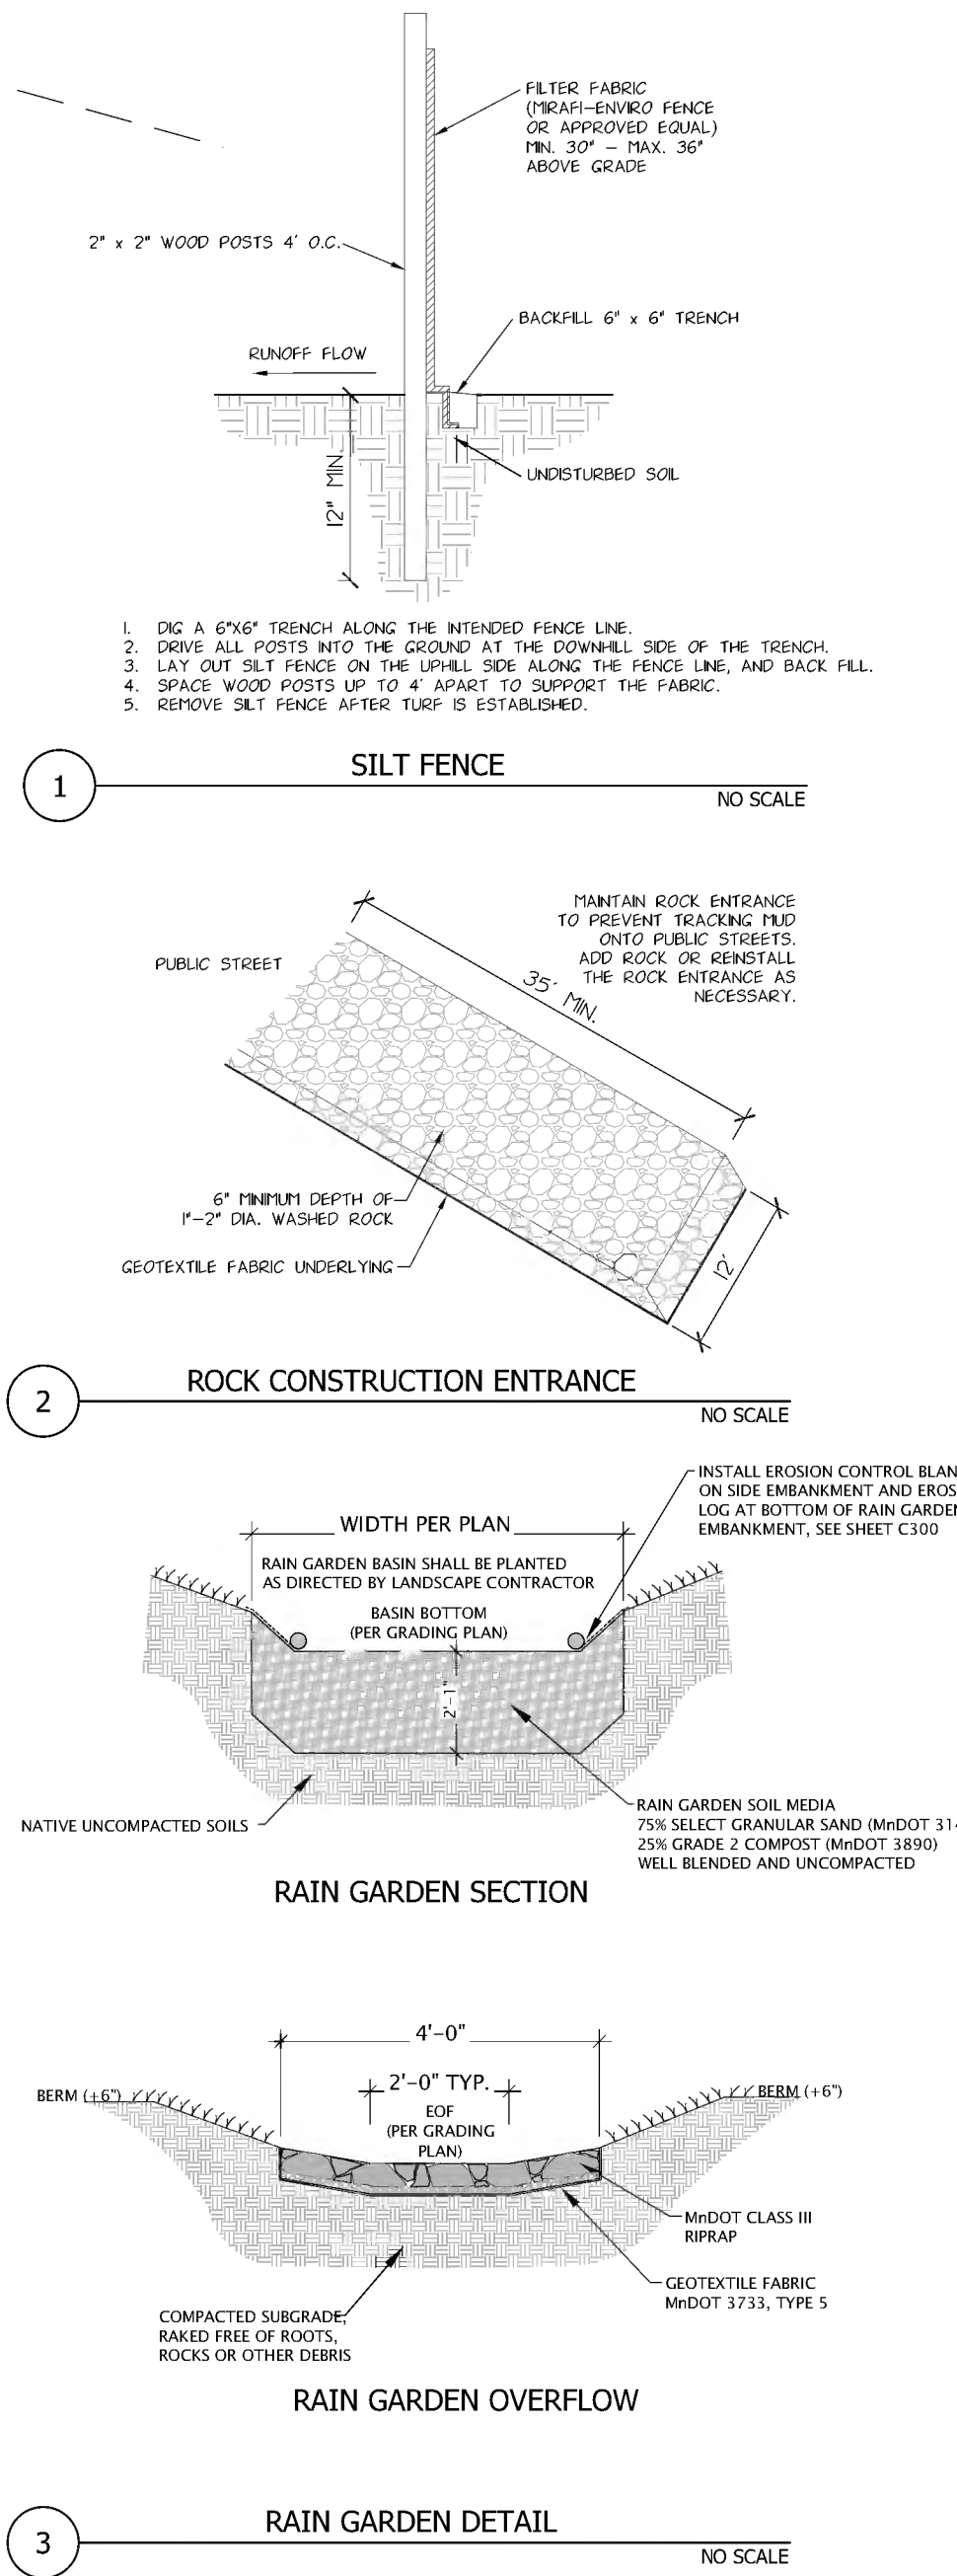 FILTER FABRIC
(MIRAFI-ENVIRO FENCE
OR APPROVED EQUAL)
MIN. 30" – MAX. 36"
ABOVE GRADE
2" x 2" WOOD POSTS 4' O.C.
BACKFILL 6" x 6" TRENCH
RUNOFF FLOW
12" MIN
UNDISTURBED SOIL
1. DIG A 6"X6" TRENCH ALONG THE INTENDED FENCE LINE.
2. DRIVE ALL POSTS INTO THE GROUND AT THE DOWNHILL SIDE OF THE TRENCH.
3. LAY OUT SILT FENCE ON THE UPHILL SIDE ALONG THE FENCE LINE, AND BACK FILL.
4. SPACE WOOD POSTS UP TO 4' APART TO SUPPORT THE FABRIC.
5. REMOVE SILT FENCE AFTER TURF IS ESTABLISHED.
1
SILT FENCE
NO SCALE
MAINTAIN ROCK ENTRANCE
TO PREVENT TRACKING MUD
ONTO PUBLIC STREETS.
ADD ROCK OR REINSTALL
THE ROCK ENTRANCE AS
NECESSARY.
PUBLIC STREET
35' MIN.
6" MINIMUM DEPTH OF
1"-2" DIA. WASHED ROCK
GEOTEXTILE FABRIC UNDERLYING
12'
2
ROCK CONSTRUCTION ENTRANCE
NO SCALE
INSTALL EROSION CONTROL BLAN
ON SIDE EMBANKMENT AND EROS
LOG AT BOTTOM OF RAIN GARDEN
EMBANKMENT, SEE SHEET C300
WIDTH PER PLAN
RAIN GARDEN BASIN SHALL BE PLANTED
AS DIRECTED BY LANDSCAPE CONTRACTOR
BASIN BOTTOM
(PER GRADING PLAN)
2'-1"
NATIVE UNCOMPACTED SOILS
RAIN GARDEN SOIL MEDIA
75% SELECT GRANULAR SAND (MnDOT 314
25% GRADE 2 COMPOST (MnDOT 3890)
WELL BLENDED AND UNCOMPACTED
RAIN GARDEN SECTION
4'-0"
2'-0" TYP.
BERM (+6")
BERM (+6")
EOF
(PER GRADING
PLAN)
MnDOT CLASS III
RIPRAP
GEOTEXTILE FABRIC
MnDOT 3733, TYPE 5
COMPACTED SUBGRADE,
RAKED FREE OF ROOTS,
ROCKS OR OTHER DEBRIS
RAIN GARDEN OVERFLOW
3
RAIN GARDEN DETAIL
NO SCALE